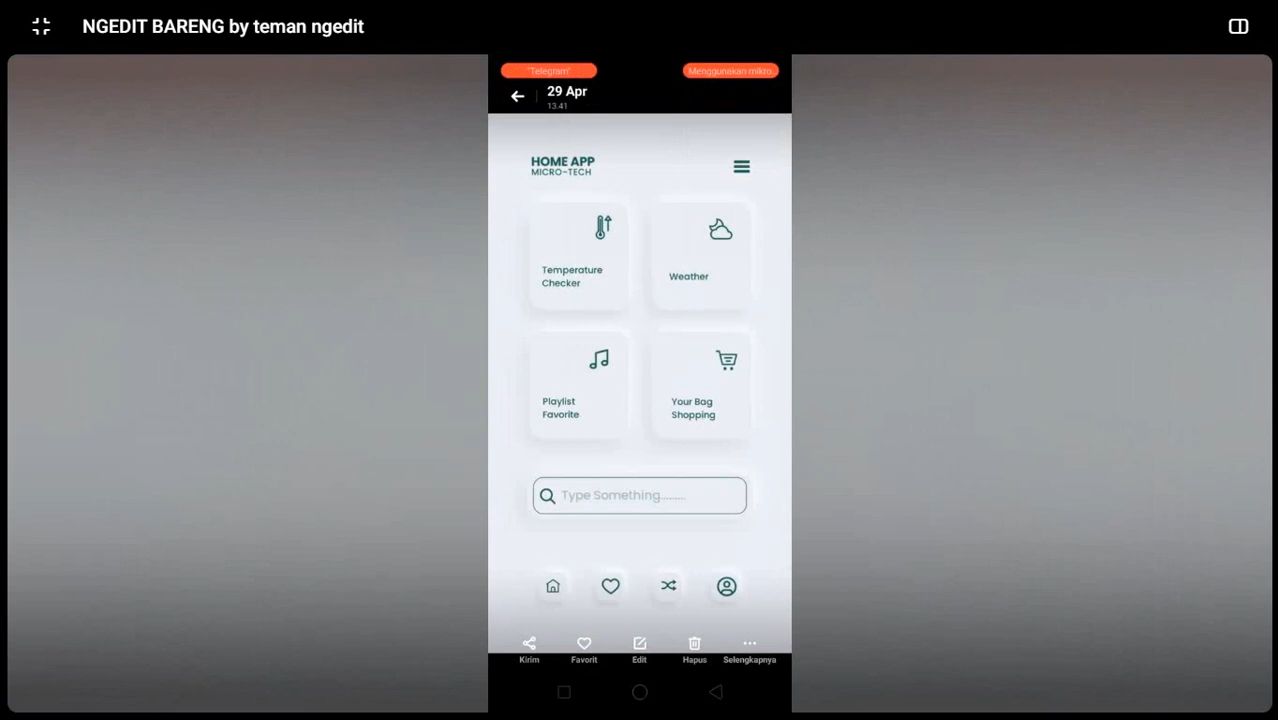 NGEDIT BARENG by teman ngedit
"Telegram"
Menggunakan mikro
29 Apr
13.41
HOME APP
MICRO-TECH
Temperature
Checker
Weather
Playlist
Favorite
Your Bag
Shopping
Type Something.........
Kirim
Favorit
Edit
Hapus
Selengkapnya